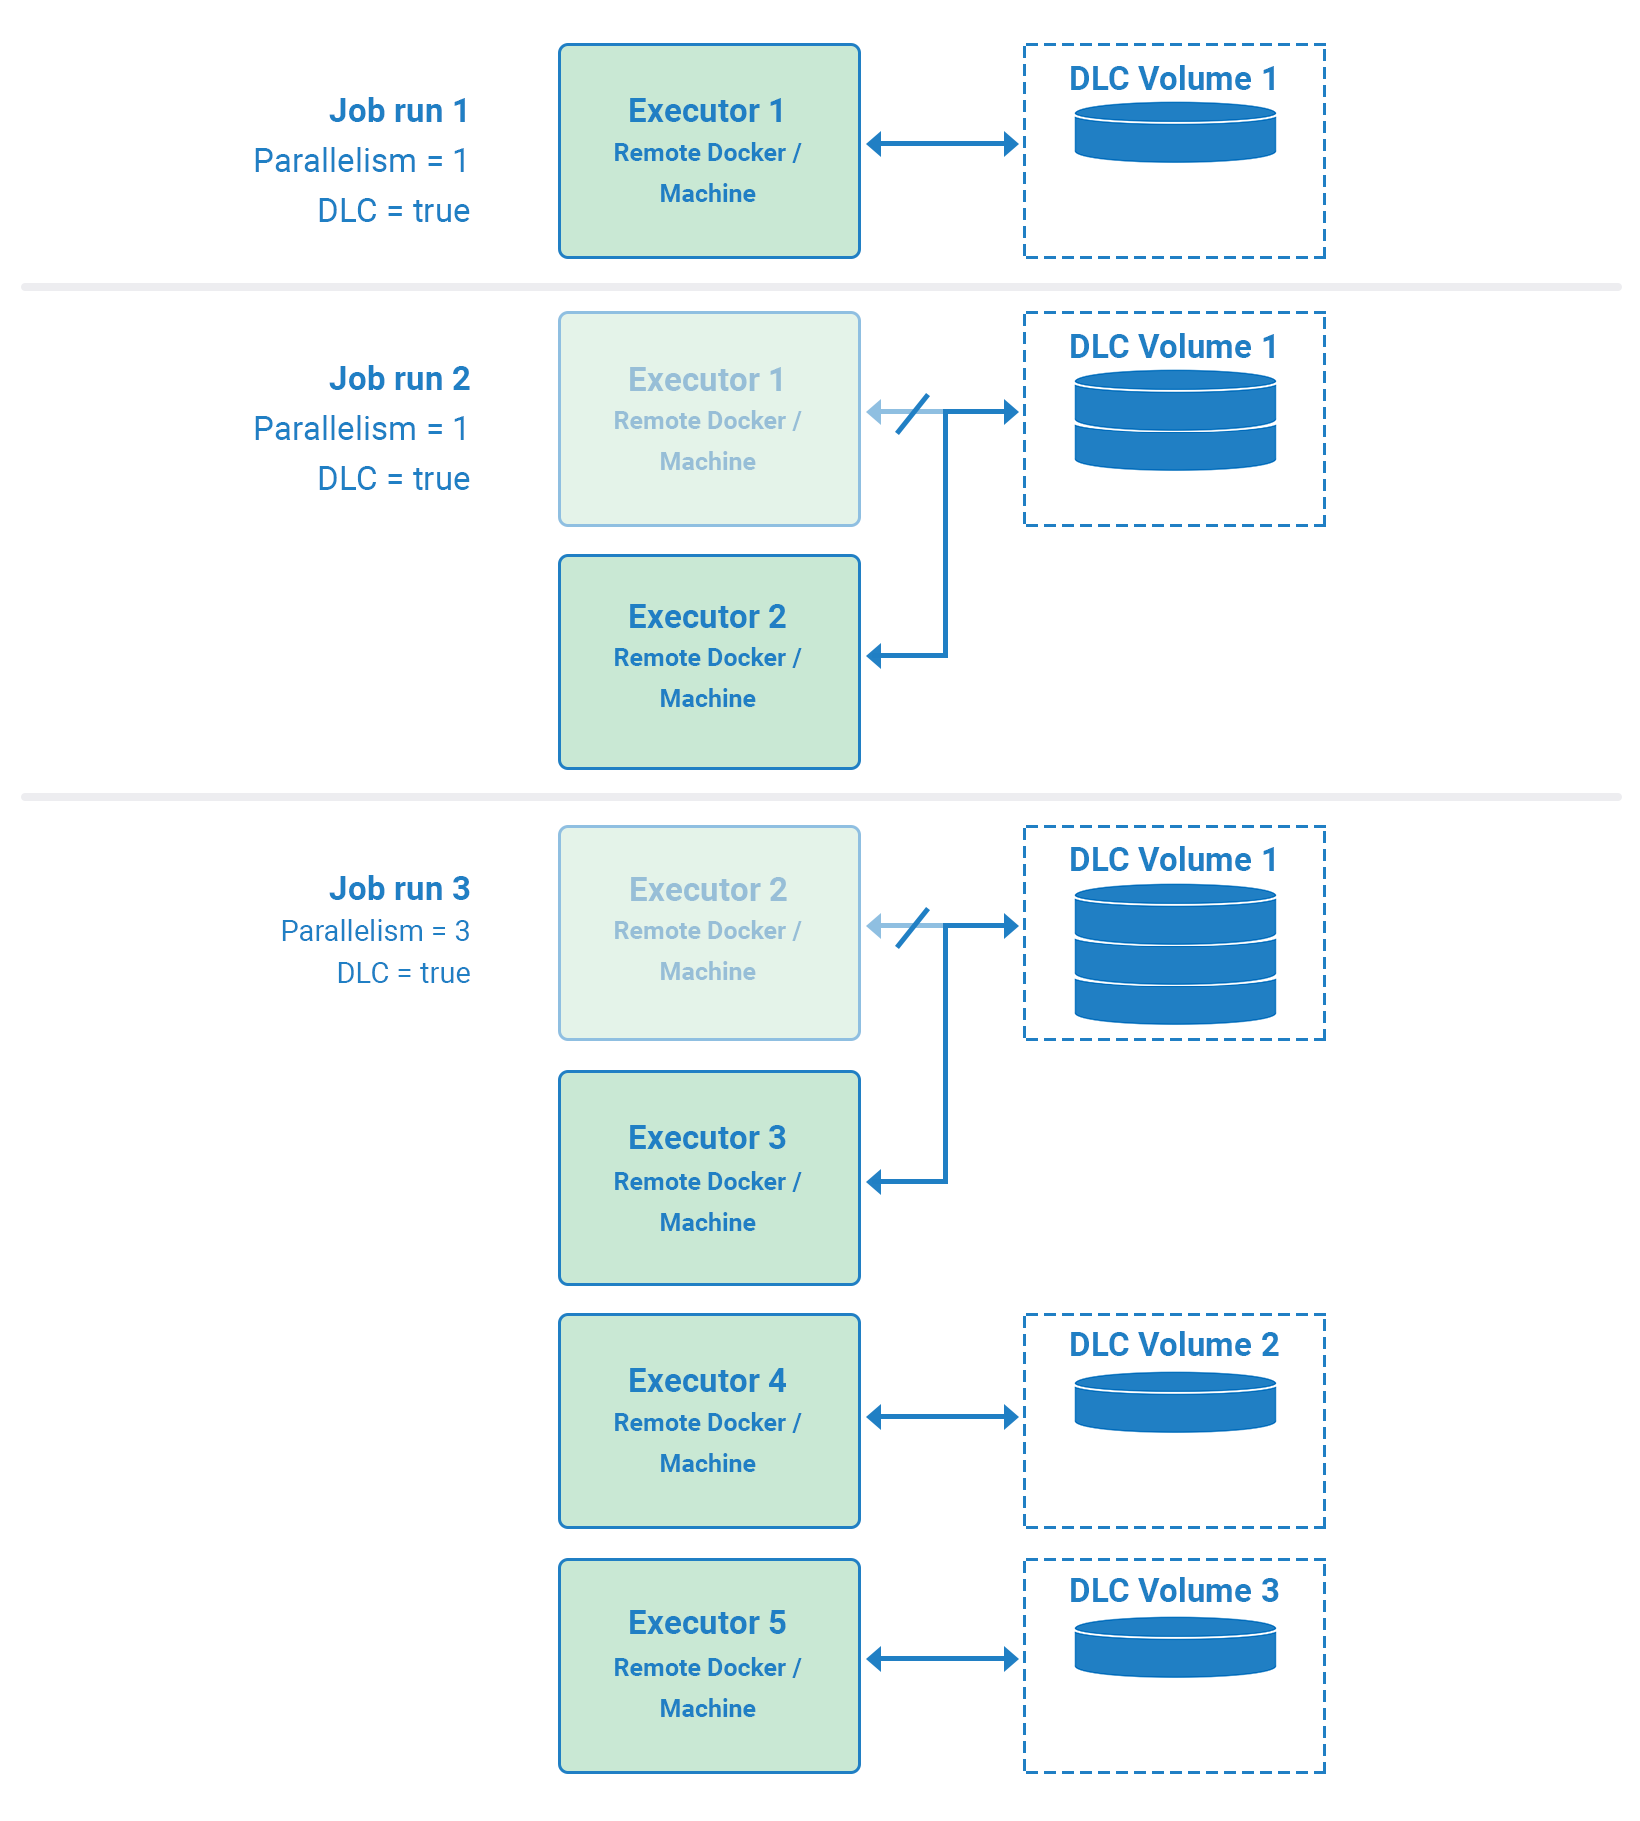 Job run 1
Parallelism = 1
DLC = true
Executor 1
Remote Docker /
Machine
DLC Volume 1
Job run 2
Parallelism = 1
DLC = true
Executor 1
Remote Docker /
Machine
DLC Volume 1
Executor 2
Remote Docker /
Machine
Job run 3
Parallelism = 3
DLC = true
Executor 2
Remote Docker /
Machine
DLC Volume 1
Executor 3
Remote Docker /
Machine
Executor 4
Remote Docker /
Machine
DLC Volume 2
Executor 5
Remote Docker /
Machine
DLC Volume 3